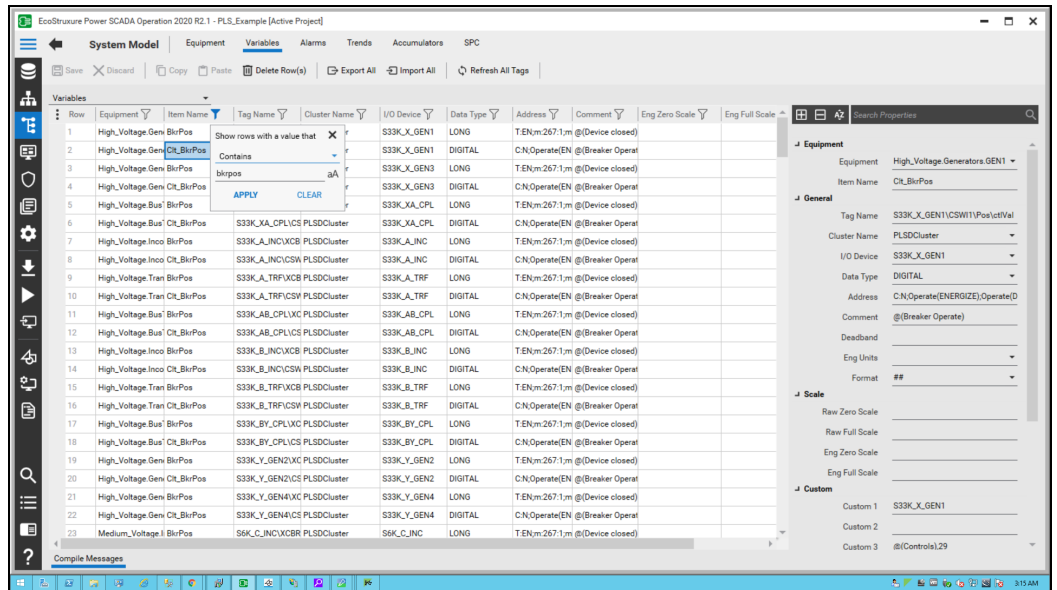 EcoStruxure Power SCADA Operation 2020 R2.1 - PLS_Example [Active Project]
System Model Equipment Variables Alarms Trends Accumulators SPC
Save Discard Copy Paste Delete Row(s) Export All Import All Refresh All Tags
Variables
Row Equipment Item Name Tag Name Cluster Name I/O Device Data Type Address Comment Eng Zero Scale Eng Full Scale
Search Properties
Show rows with a value that
Contains
bkrpos aA
APPLY CLEAR
1 High_Voltage.Gen BkrPos S33K_X_GEN1 LONG T:EN;m:267:1;m @(Device closed)
2 High_Voltage.Gen Clt_BkrPos S33K_X_GEN1 DIGITAL C:N;Operate(EN @(Breaker Operat
3 High_Voltage.Gen BkrPos S33K_X_GEN3 LONG T:EN;m:267:1;m @(Device closed)
4 High_Voltage.Gen Clt_BkrPos S33K_X_GEN3 DIGITAL C:N;Operate(EN @(Breaker Operat
5 High_Voltage.Bus BkrPos S33K_XA_CPL LONG T:EN;m:267:1;m @(Device closed)
6 High_Voltage.Bus Clt_BkrPos S33K_XA_CPL\CS PLSDCluster S33K_XA_CPL DIGITAL C:N;Operate(EN @(Breaker Operat
7 High_Voltage.Inco BkrPos S33K_A_INC\XCB PLSDCluster S33K_A_INC LONG T:EN;m:267:1;m @(Device closed)
8 High_Voltage.Inco Clt_BkrPos S33K_A_INC\CSW PLSDCluster S33K_A_INC DIGITAL C:N;Operate(EN @(Breaker Operat
9 High_Voltage.Tran BkrPos S33K_A_TRF\XCB PLSDCluster S33K_A_TRF LONG T:EN;m:267:1;m @(Device closed)
10 High_Voltage.Tran Clt_BkrPos S33K_A_TRF\CSW PLSDCluster S33K_A_TRF DIGITAL C:N;Operate(EN @(Breaker Operat
11 High_Voltage.Bus BkrPos S33K_AB_CPL\XC PLSDCluster S33K_AB_CPL LONG T:EN;m:267:1;m @(Device closed)
12 High_Voltage.Bus Clt_BkrPos S33K_AB_CPL\CS PLSDCluster S33K_AB_CPL DIGITAL C:N;Operate(EN @(Breaker Operat
13 High_Voltage.Inco BkrPos S33K_B_INC\XCB PLSDCluster S33K_B_INC LONG T:EN;m:267:1;m @(Device closed)
14 High_Voltage.Inco Clt_BkrPos S33K_B_INC\CSW PLSDCluster S33K_B_INC DIGITAL C:N;Operate(EN @(Breaker Operat
15 High_Voltage.Tran BkrPos S33K_B_TRF\XCB PLSDCluster S33K_B_TRF LONG T:EN;m:267:1;m @(Device closed)
16 High_Voltage.Tran Clt_BkrPos S33K_B_TRF\CSW PLSDCluster S33K_B_TRF DIGITAL C:N;Operate(EN @(Breaker Operat
17 High_Voltage.Bus BkrPos S33K_BY_CPL\XC PLSDCluster S33K_BY_CPL LONG T:EN;m:267:1;m @(Device closed)
18 High_Voltage.Bus Clt_BkrPos S33K_BY_CPL\CS PLSDCluster S33K_BY_CPL DIGITAL C:N;Operate(EN @(Breaker Operat
19 High_Voltage.Gen BkrPos S33K_Y_GEN2\XC PLSDCluster S33K_Y_GEN2 LONG T:EN;m:267:1;m @(Device closed)
20 High_Voltage.Gen Clt_BkrPos S33K_Y_GEN2\CS PLSDCluster S33K_Y_GEN2 DIGITAL C:N;Operate(EN @(Breaker Operat
21 High_Voltage.Gen BkrPos S33K_Y_GEN4\XC PLSDCluster S33K_Y_GEN4 LONG T:EN;m:267:1;m @(Device closed)
22 High_Voltage.Gen Clt_BkrPos S33K_Y_GEN4\CS PLSDCluster S33K_Y_GEN4 DIGITAL C:N;Operate(EN @(Breaker Operat
23 Medium_Voltage.I BkrPos S6K_C_INC\XCBR PLSDCluster S6K_C_INC LONG T:EN;m:267:1;m @(Device closed)
Equipment
Equipment High_Voltage.Generators.GEN1
Item Name Clt_BkrPos
General
Tag Name S33K_X_GEN1\CSWI1\Pos\ctlVal
Cluster Name PLSDCluster
I/O Device S33K_X_GEN1
Data Type DIGITAL
Address C:N;Operate(ENERGIZE);Operate(D
Comment @(Breaker Operate)
Deadband
Eng Units
Format ##
Scale
Raw Zero Scale
Raw Full Scale
Eng Zero Scale
Eng Full Scale
Custom
Custom 1 S33K_X_GEN1
Custom 2
Custom 3 @(Controls),29
Compile Messages
3:15 AM